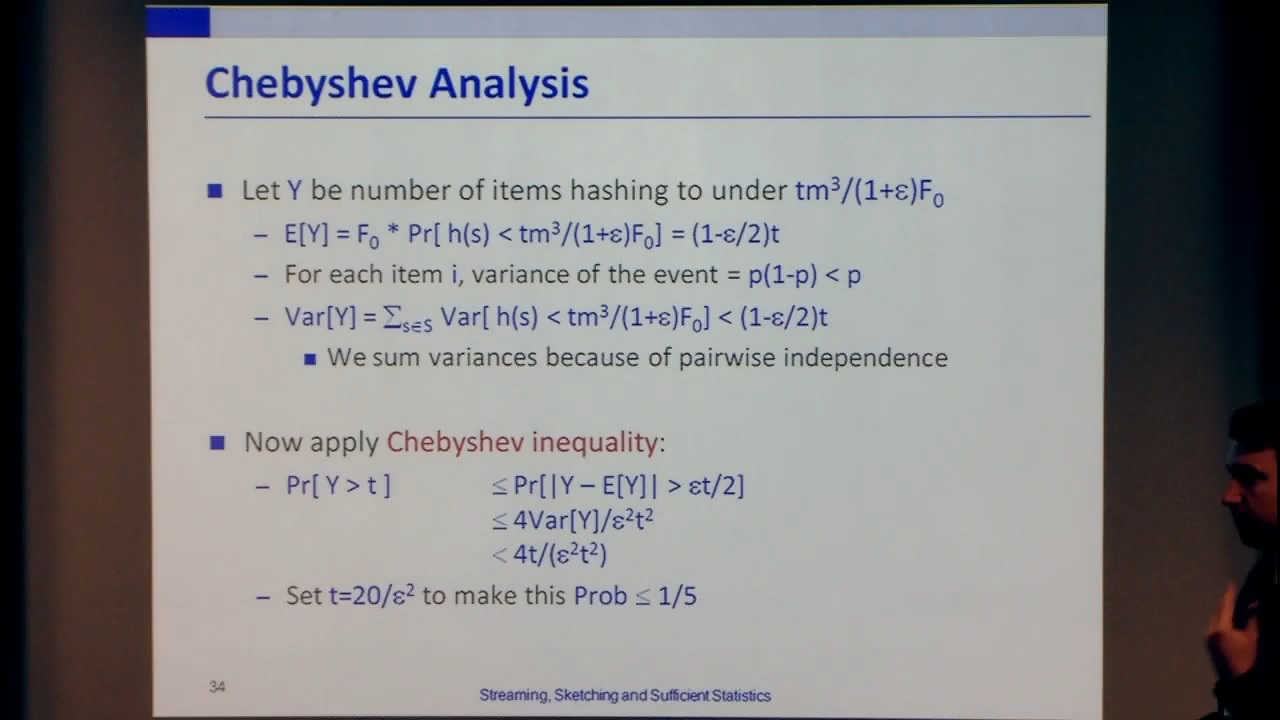 Chebyshev Analysis
Let Y be number of items hashing to under tm³/(1+ε)F₀
– E[Y] = F₀ * Pr[ h(s) < tm³/(1+ε)F₀] = (1-ε/2)t
– For each item i, variance of the event = p(1-p) < p
– Var[Y] = ∑ₛ∈S Var[ h(s) < tm³/(1+ε)F₀] < (1-ε/2)t
We sum variances because of pairwise independence
Now apply Chebyshev inequality:
– Pr[ Y > t ] ≤ Pr[|Y – E[Y]| > εt/2]
≤ 4Var[Y]/ε²t²
< 4t/(ε²t²)
– Set t=20/ε² to make this Prob ≤ 1/5
34
Streaming, Sketching and Sufficient Statistics